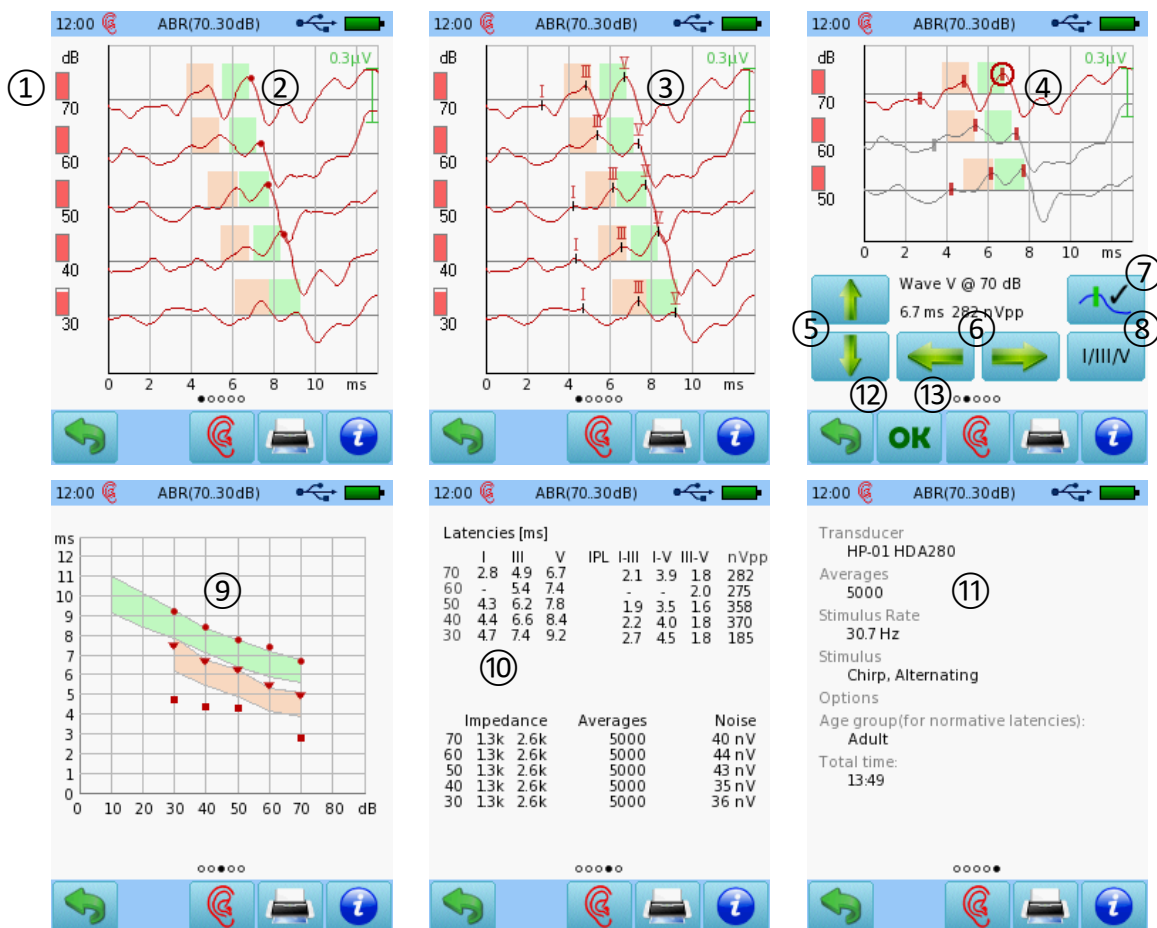 12:00 ABR(70..30dB)
dB 0.3µV
① ② 
70
60
50
40
30
0 2 4 6 8 10 ms
12:00 ABR(70..30dB)
dB 0.3µV
I III V ③
70
III V
60
I III V
50
I III V
40
I III V
30
0 2 4 6 8 10 ms
12:00 ABR(70..30dB)
dB 0.3µV
④
70
60
50
0 2 4 6 8 10 ms
Wave V @ 70 dB ⑦
6.7 ms 282 nVpp
⑤ ⑥ ⑧
I/III/V
⑫ ⑬
OK
i
i
i
12:00 ABR(70..30dB)
ms
12
11
10
9 ⑨
8
7
6
5
4
3
2
1
0
0 10 20 30 40 50 60 70 dB
i
12:00 ABR(70..30dB)
Latencies [ms]
I III V IPL I-III I-V III-V nVpp
70 2.8 4.9 6.7 2.1 3.9 1.8 282
60 - 5.4 7.4 - - 2.0 275
50 4.3 6.2 7.8 1.9 3.5 1.6 358
40 4.4 6.6 8.4 2.2 4.0 1.8 370
30 4.7 7.4 9.2 2.7 4.5 1.8 185
⑩
Impedance Averages Noise
70 1.3k 2.6k 5000 40 nV
60 1.3k 2.6k 5000 44 nV
50 1.3k 2.6k 5000 43 nV
40 1.3k 2.6k 5000 35 nV
30 1.3k 2.6k 5000 36 nV
i
12:00 ABR(70..30dB)
Transducer
HP-01 HDA280
Averages
5000 ⑪
Stimulus Rate
30.7 Hz
Stimulus
Chirp, Alternating
Options
Age group(for normative latencies):
Adult
Total time:
13:49
i